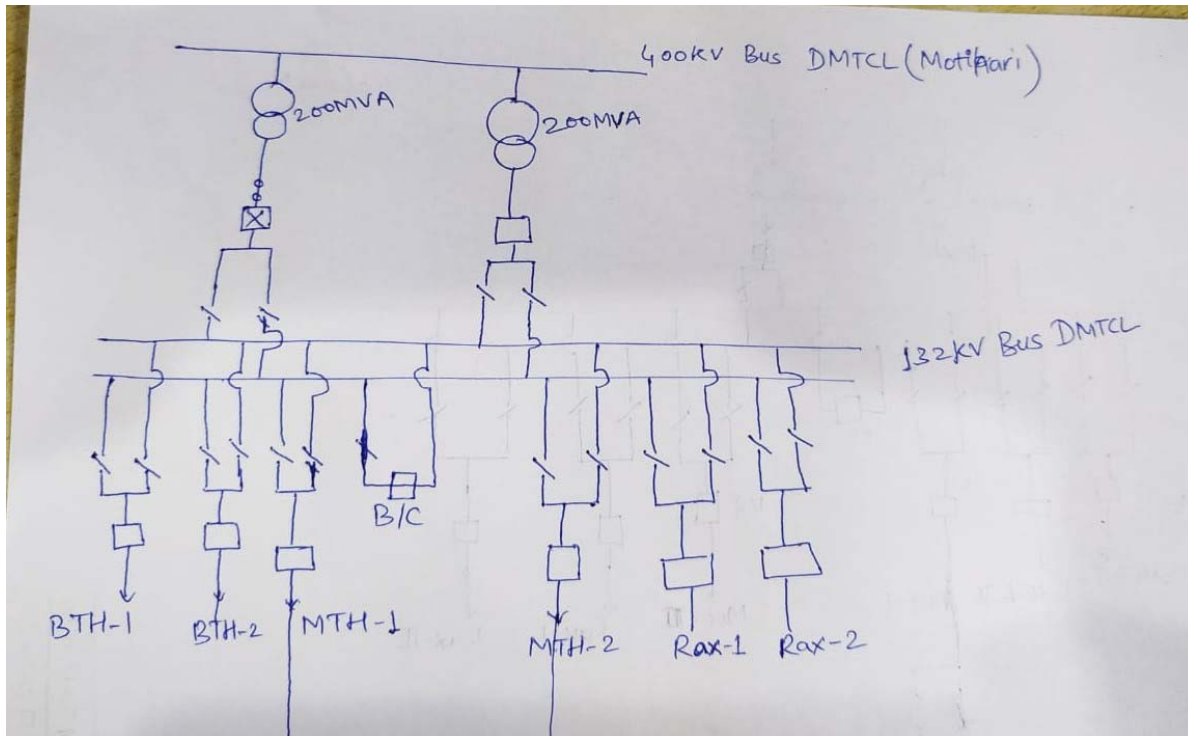 400KV Bus DMTCL (Motihari)
200MVA
200MVA
132KV Bus DMTCL
B/C
BTH-1
BTH-2
MTH-1
MTH-2
Rax-1
Rax-2